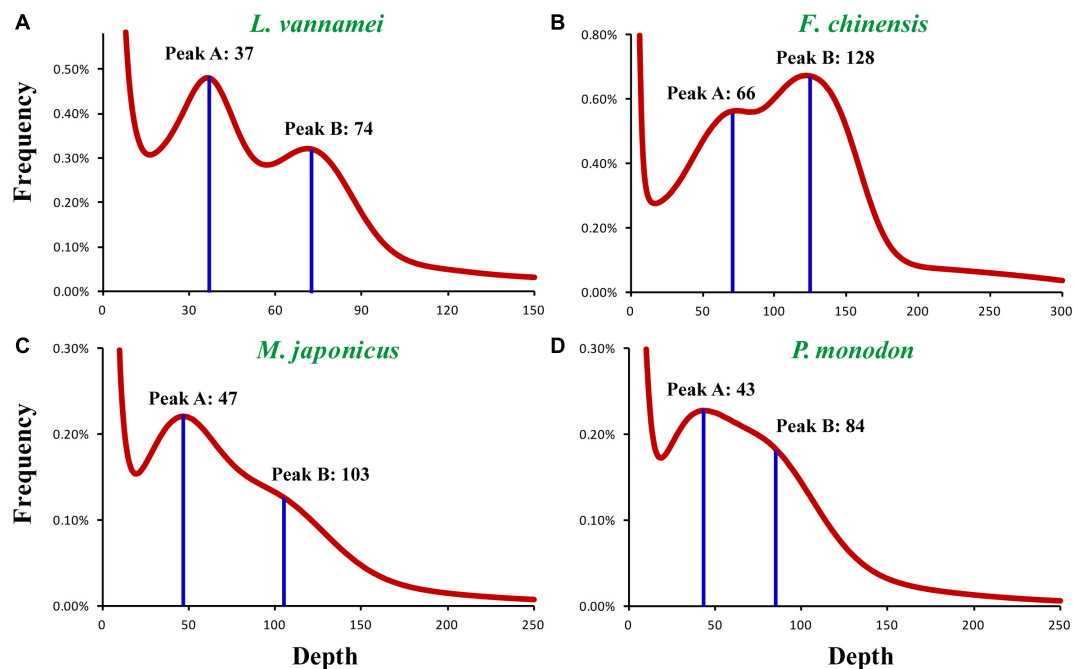 A
L. vannamei
Frequency
0.50%
0.40%
0.30%
0.20%
0.10%
0.00%
Peak A: 37
Peak B: 74
0 30 60 90 120 150
B
F. chinensis
0.80%
0.60%
0.40%
0.20%
0.00%
Peak A: 66
Peak B: 128
0 50 100 150 200 250 300
C
M. japonicus
Frequency
0.30%
0.20%
0.10%
0.00%
Peak A: 47
Peak B: 103
0 50 100 150 200 250
Depth
D
P. monodon
0.30%
0.20%
0.10%
0.00%
Peak A: 43
Peak B: 84
0 50 100 150 200 250
Depth